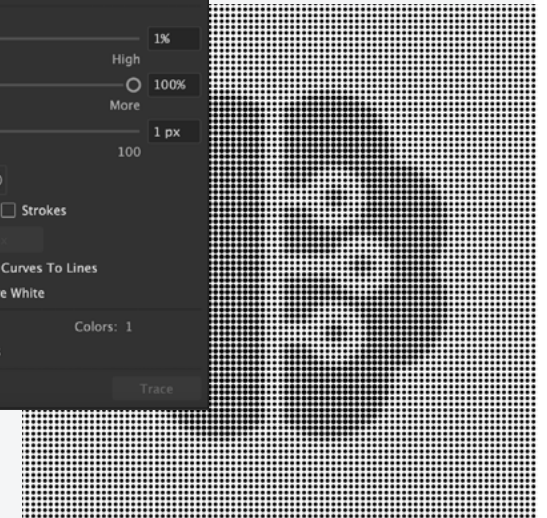 1%
High
100%
More
1 px
100
Strokes
Curves To Lines
White
Colors: 1
Trace